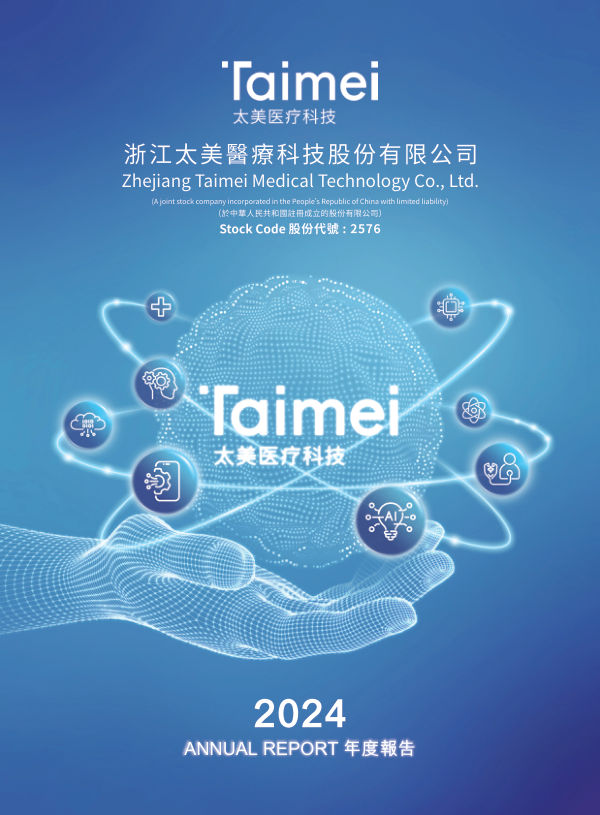 Taimei
太美医疗科技
浙江太美醫療科技股份有限公司
Zhejiang Taimei Medical Technology Co., Ltd.
(A joint stock company incorporated in the People's Republic of China with limited liability)
(於中華人民共和國註冊成立的股份有限公司)
Stock Code 股份代號 : 2576
Taimei
太美医疗科技
AI
2024
ANNUAL REPORT 年度報告